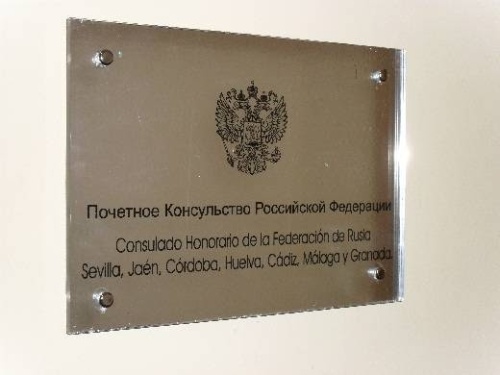 Почетное Консульство Российской Федерации
Consulado Honorario de la Federación de Rusia
Sevilla, Jaén, Córdoba, Huelva, Cádiz, Málaga y Granada.